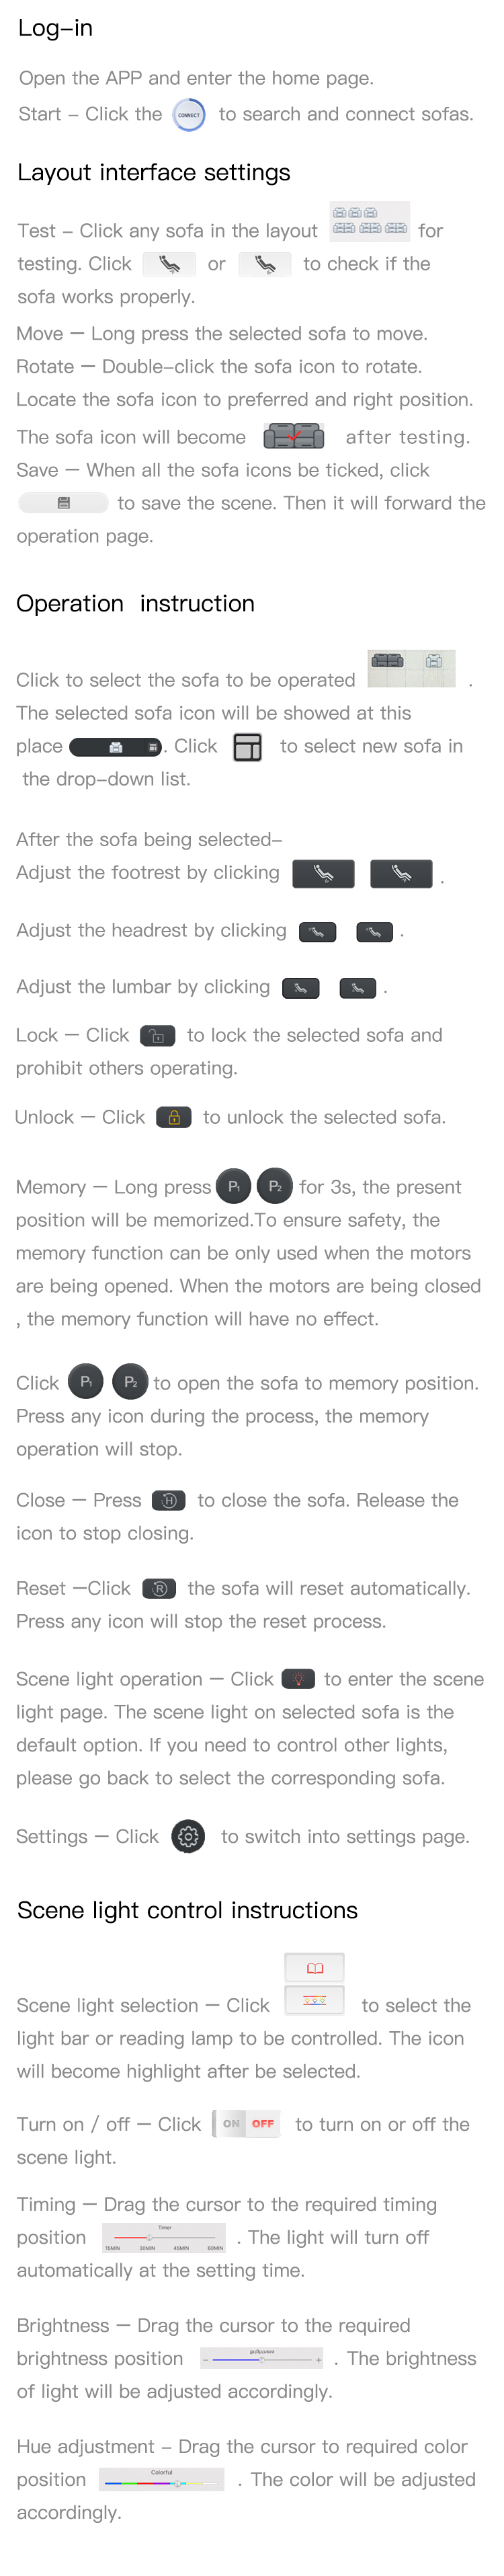 Log-in
Open the APP and enter the home page.
Start - Click the CONNECT to search and connect sofas.
Layout interface settings
Test - Click any sofa in the layout for
testing. Click or to check if the
sofa works properly.
Move — Long press the selected sofa to move.
Rotate — Double-click the sofa icon to rotate.
Locate the sofa icon to preferred and right position.
The sofa icon will become after testing.
Save — When all the sofa icons be ticked, click
to save the scene. Then it will forward the
operation page.
Operation instruction
Click to select the sofa to be operated .
The selected sofa icon will be showed at this
place . Click to select new sofa in
the drop-down list.
After the sofa being selected-
Adjust the footrest by clicking .
Adjust the headrest by clicking .
Adjust the lumbar by clicking .
Lock — Click to lock the selected sofa and
prohibit others operating.
Unlock — Click to unlock the selected sofa.
Memory — Long press P1 P2 for 3s, the present
position will be memorized.To ensure safety, the
memory function can be only used when the motors
are being opened. When the motors are being closed
, the memory function will have no effect.
Click P1 P2 to open the sofa to memory position.
Press any icon during the process, the memory
operation will stop.
Close — Press H to close the sofa. Release the
icon to stop closing.
Reset —Click R the sofa will reset automatically.
Press any icon will stop the reset process.
Scene light operation — Click to enter the scene
light page. The scene light on selected sofa is the
default option. If you need to control other lights,
please go back to select the corresponding sofa.
Settings — Click to switch into settings page.
Scene light control instructions
Scene light selection — Click to select the
light bar or reading lamp to be controlled. The icon
will become highlight after be selected.
Turn on / off — Click ON OFF to turn on or off the
scene light.
Timing — Drag the cursor to the required timing
position Timer 15MIN 30MIN 45MIN 60MIN . The light will turn off
automatically at the setting time.
Brightness — Drag the cursor to the required
brightness position - + . The brightness
of light will be adjusted accordingly.
Hue adjustment - Drag the cursor to required color
position Colorful . The color will be adjusted
accordingly.